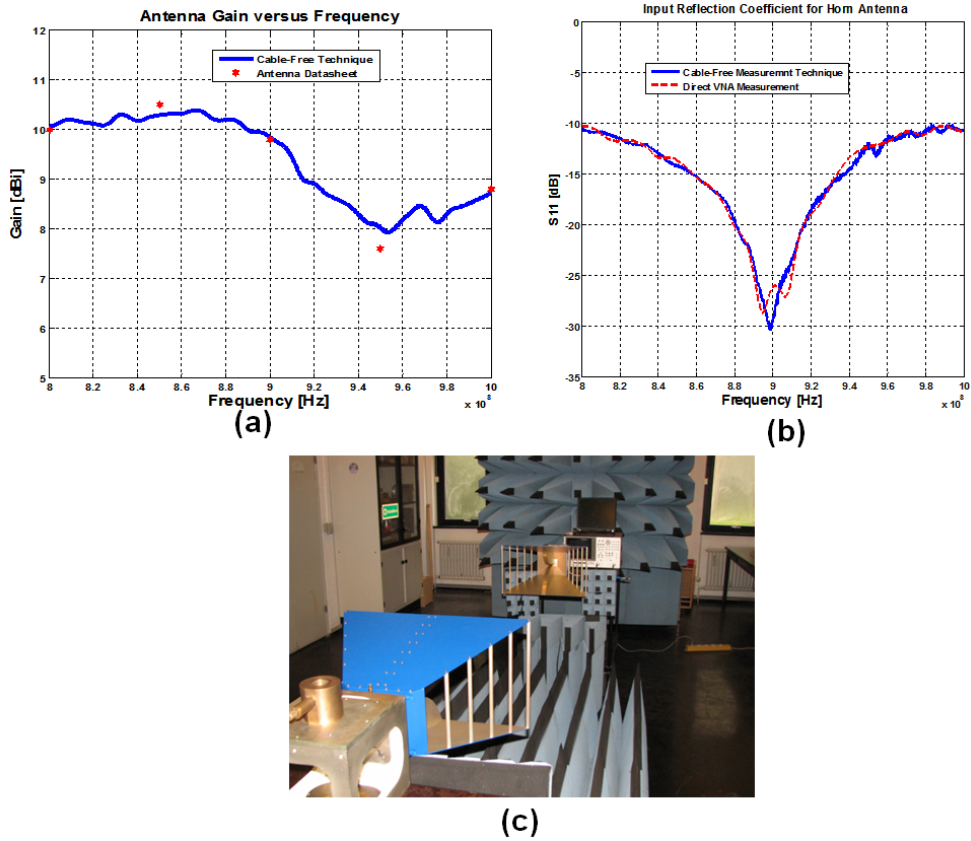 Antenna Gain versus Frequency
12
11
10
9
8
7
6
5
Gain [dBi]
Cable-Free Technique
Antenna Datasheet
8 8.2 8.4 8.6 8.8 9 9.2 9.4 9.6 9.8 10
Frequency [Hz]
x 10^8
(a)
Input Reflection Coefficient for Horn Antenna
0
-5
-10
-15
-20
-25
-30
-35
S11 [dB]
Cable-Free Measuremnt Technique
Direct VNA Measurement
8 8.2 8.4 8.6 8.8 9 9.2 9.4 9.6 9.8 10
Frequency [Hz]
x 10^8
(b)
(c)